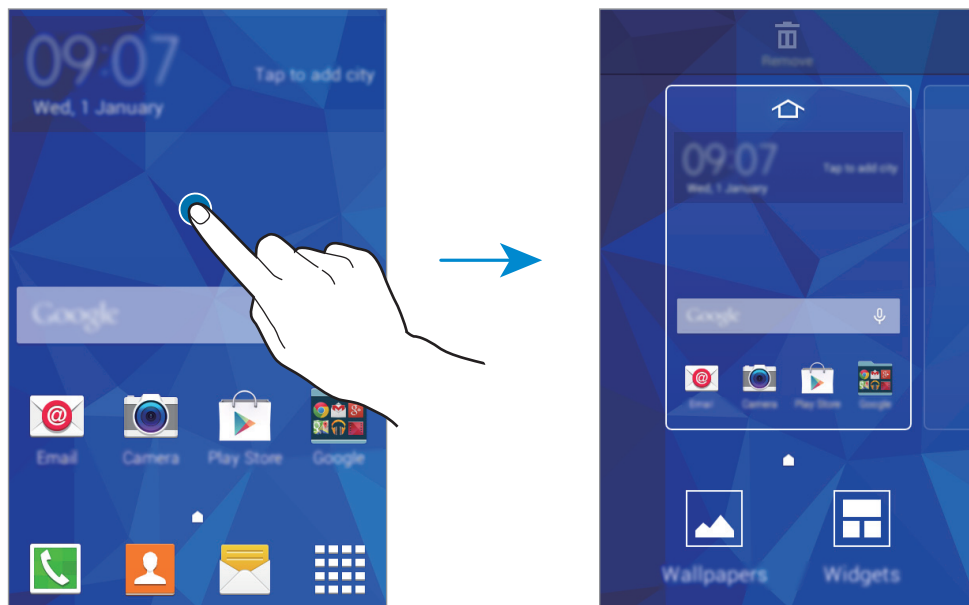 09:07
Tap to add city
Wed, 1 January
Google
Email
Camera
Play Store
Google
Remove
09:07
Tap to add city
Wed, 1 January
Google
Email
Camera
Play Store
Google
Wallpapers
Widgets